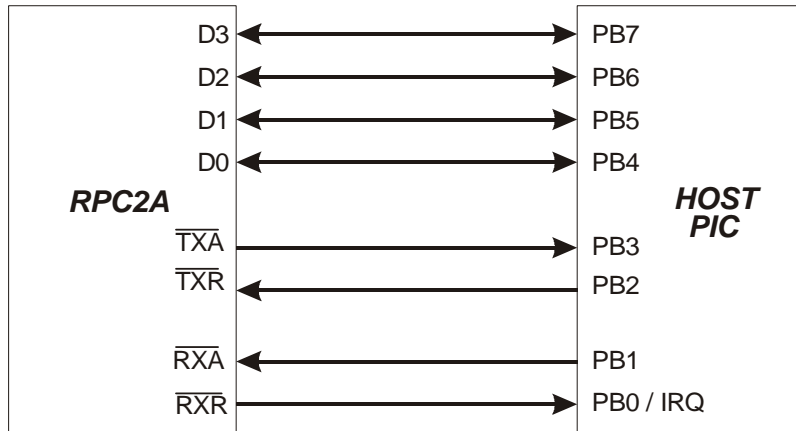 D3 PB7
D2 PB6
D1 PB5
D0 PB4
RPC2A HOST
PIC
TXA PB3
TXR PB2
RXA PB1
RXR PB0 / IRQ